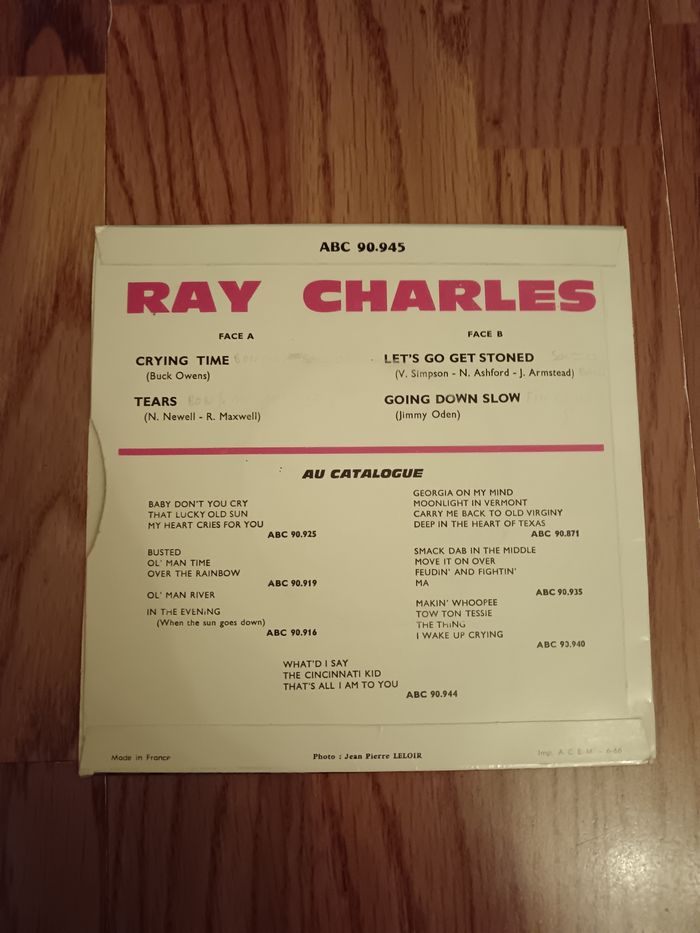 ABC 90.945
RAY CHARLES
FACE A
CRYING TIME
(Buck Owens)
TEARS
(N. Newell - R. Maxwell)
FACE B
LET'S GO GET STONED
(V. Simpson - N. Ashford - J. Armstead)
GOING DOWN SLOW
(Jimmy Oden)
AU CATALOGUE
BABY DON'T YOU CRY
THAT LUCKY OLD SUN
MY HEART CRIES FOR YOU
ABC 90.925
BUSTED
OL' MAN TIME
OVER THE RAINBOW
ABC 90.919
OL' MAN RIVER
IN THE EVENING
(When the sun goes down)
ABC 90.916
GEORGIA ON MY MIND
MOONLIGHT IN VERMONT
CARRY ME BACK TO OLD VIRGINY
DEEP IN THE HEART OF TEXAS
ABC 90.871
SMACK DAB IN THE MIDDLE
MOVE IT ON OVER
FEUDIN' AND FIGHTIN'
MA
ABC 90.935
MAKIN' WHOOPEE
TOW TON TESSIE
THE THING
I WAKE UP CRYING
ABC 90.940
WHAT'D I SAY
THE CINCINNATI KID
THAT'S ALL I AM TO YOU
ABC 90.944
Made in France
Photo : Jean Pierre LELOIR
Imp. A.C.E.M. - 6-66